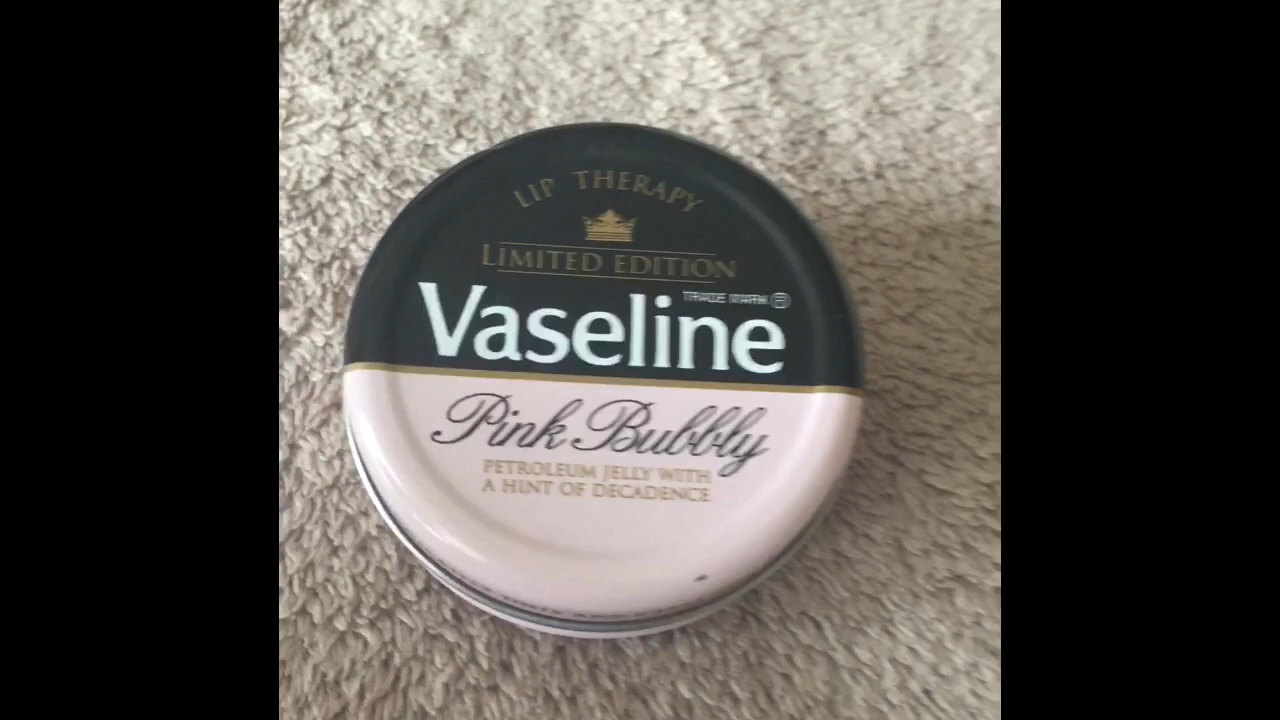 LIP THERAPY
LIMITED EDITION
TRADE MARK ®
Vaseline
Pink Bubbly
PETROLEUM JELLY WITH
A HINT OF DECADENCE